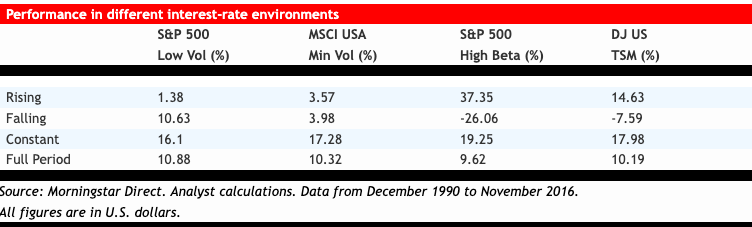 Performance in different interest-rate environments
S&P 500 MSCI USA S&P 500 DJ US
Low Vol (%) Min Vol (%) High Beta (%) TSM (%)
Rising 1.38 3.57 37.35 14.63
Falling 10.63 3.98 -26.06 -7.59
Constant 16.1 17.28 19.25 17.98
Full Period 10.88 10.32 9.62 10.19
Source: Morningstar Direct. Analyst calculations. Data from December 1990 to November 2016.
All figures are in U.S. dollars.